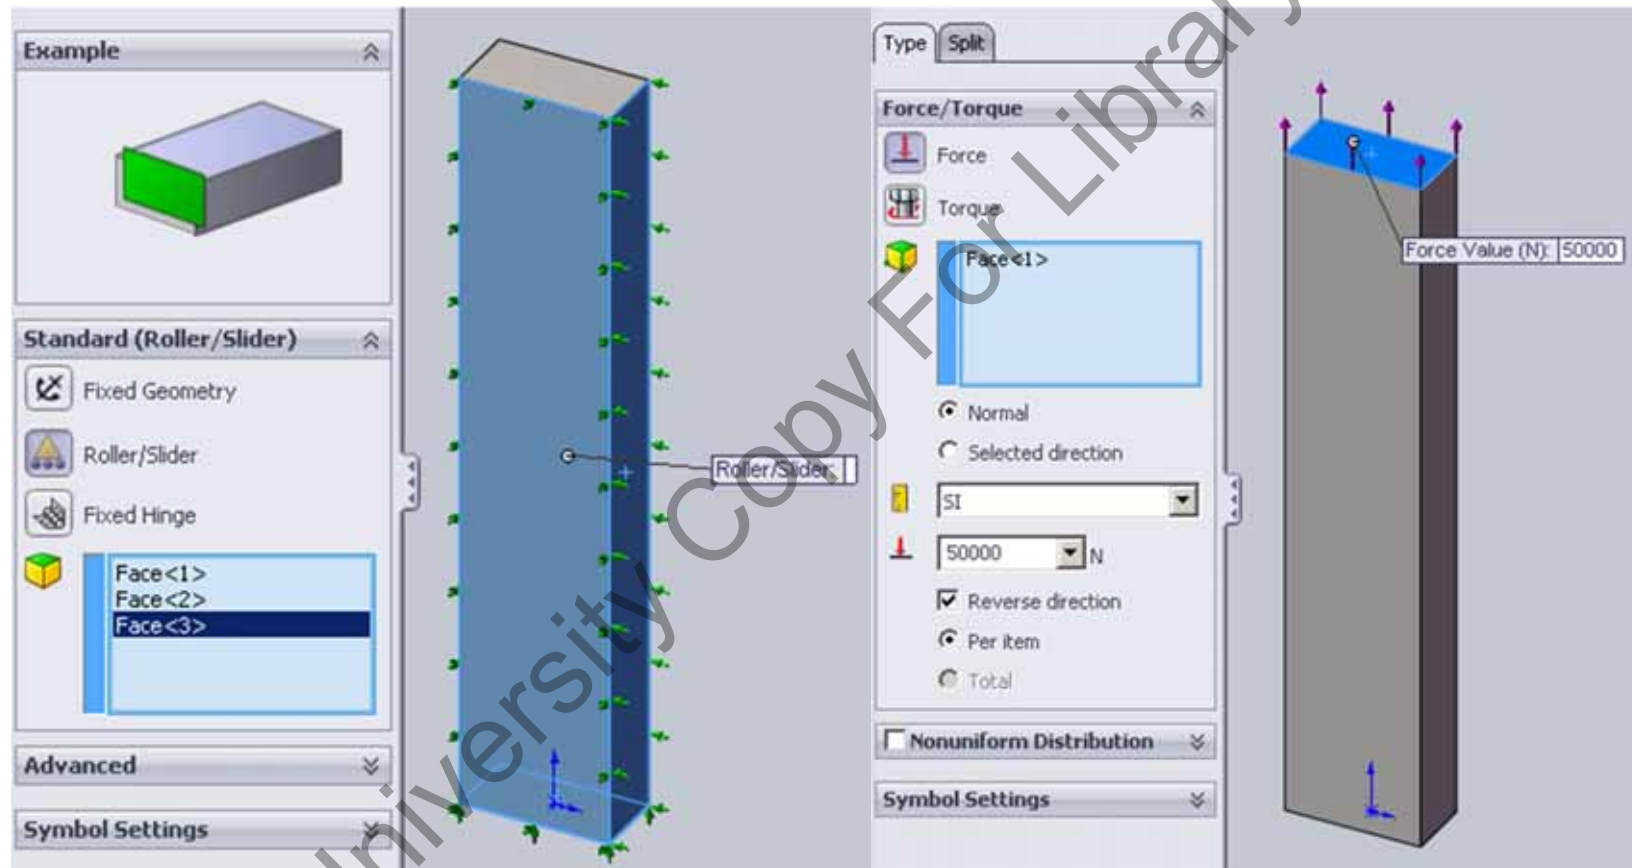 Example
Standard (Roller/Slider)
Fixed Geometry
Roller/Slider
Fixed Hinge
Face<1>
Face<2>
Face<3>
Advanced
Symbol Settings
Roller/Slider:
Type
Split
Force/Torque
Force
Torque
Face<1>
Normal
Selected direction
SI
50000
N
Reverse direction
Per item
Total
Nonuniform Distribution
Symbol Settings
Force Value (N): 50000
University Copy For Library